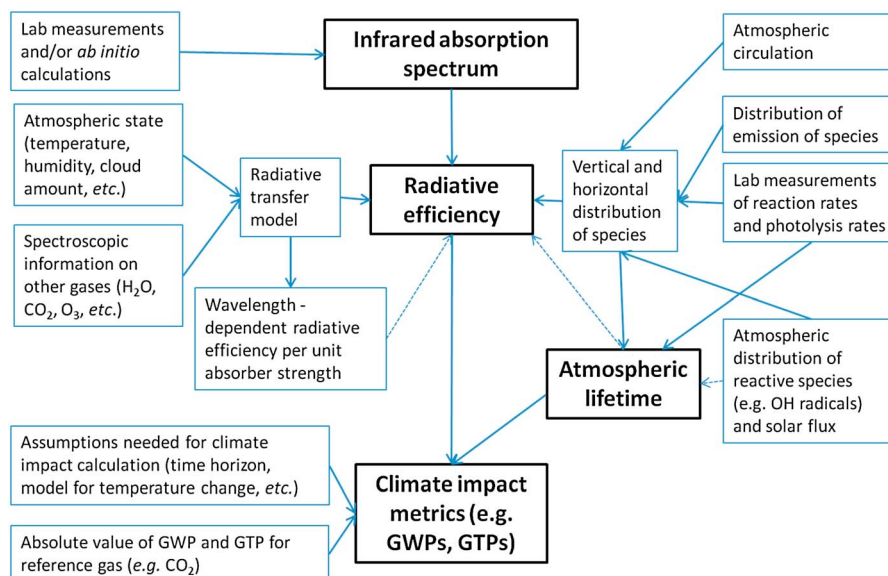 Lab measurements
and/or ab initio
calculations
Infrared absorption
spectrum
Atmospheric
circulation
Atmospheric state
(temperature,
humidity, cloud
amount, etc.)
Radiative
transfer
model
Radiative
efficiency
Vertical and
horizontal
distribution
of species
Distribution of
emission of species
Lab measurements
of reaction rates
and photolysis rates
Spectroscopic
information on
other gases (H₂O,
CO₂, O₃, etc.)
Wavelength -
dependent radiative
efficiency per unit
absorber strength
Atmospheric
lifetime
Atmospheric
distribution of
reactive species
(e.g. OH radicals)
and solar flux
Assumptions needed for climate
impact calculation (time horizon,
model for temperature change, etc.)
Climate impact
metrics (e.g.
GWPs, GTPs)
Absolute value of GWP and GTP for
reference gas (e.g. CO₂)